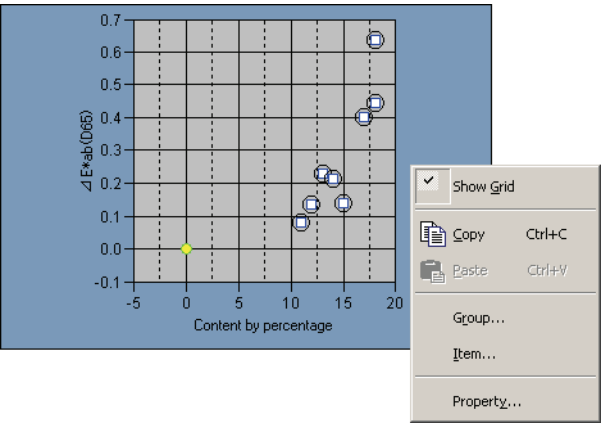 0.7
0.6
0.5
0.4
0.3
0.2
0.1
0.0
-0.1
⊿E*ab(D65)
-5 0 5 10 15 20
Content by percentage
Show Grid
Copy Ctrl+C
Paste Ctrl+V
Group...
Item...
Property...